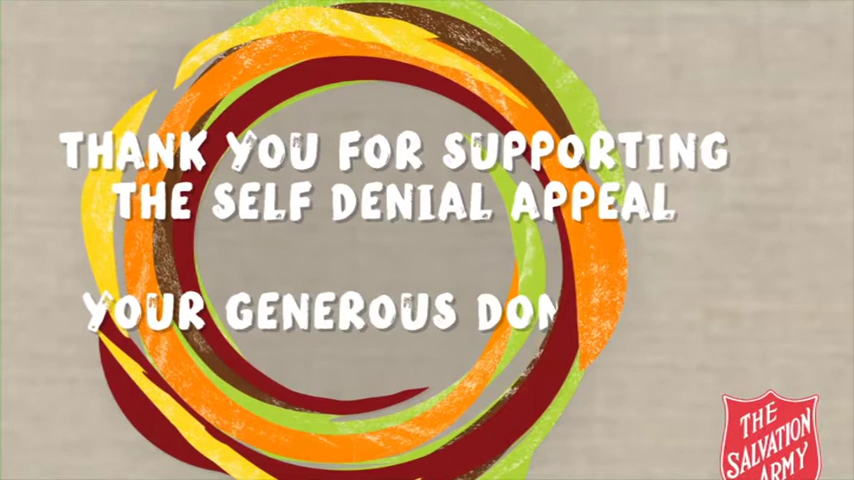 THANK YOU FOR SUPPORTING
THE SELF DENIAL APPEAL
YOUR GENEROUS DON
THE
SALVATION
ARMY